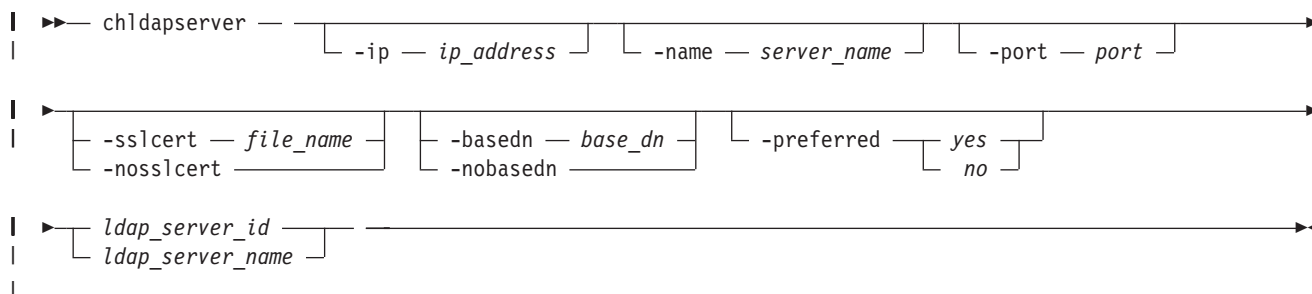 chldapserver
-ip ip_address -name server_name -port port
-sslcert file_name -basedn base_dn -preferred yes
-nosslcert -nobasedn no
ldap_server_id
ldap_server_name